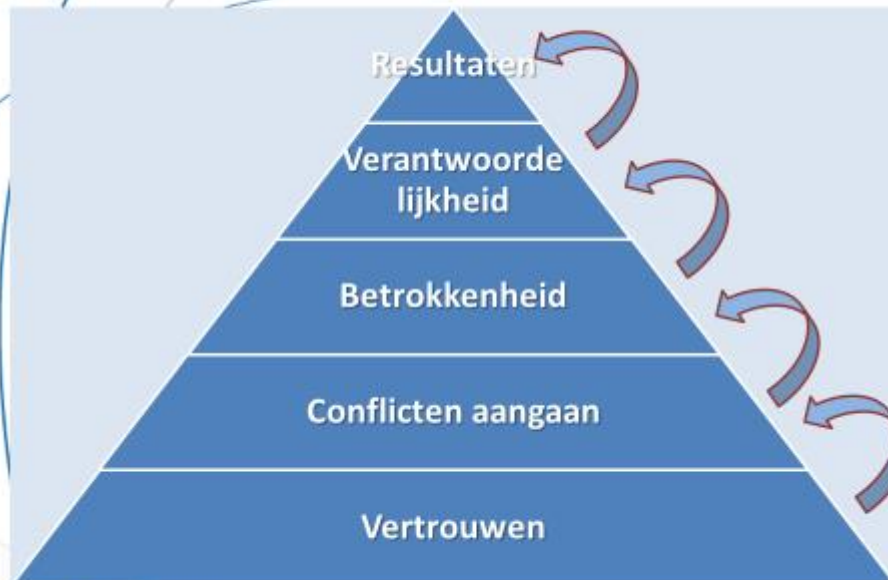 Resultaten
Verantwoorde
lijkheid
Betrokkenheid
Conflicten aangaan
Vertrouwen